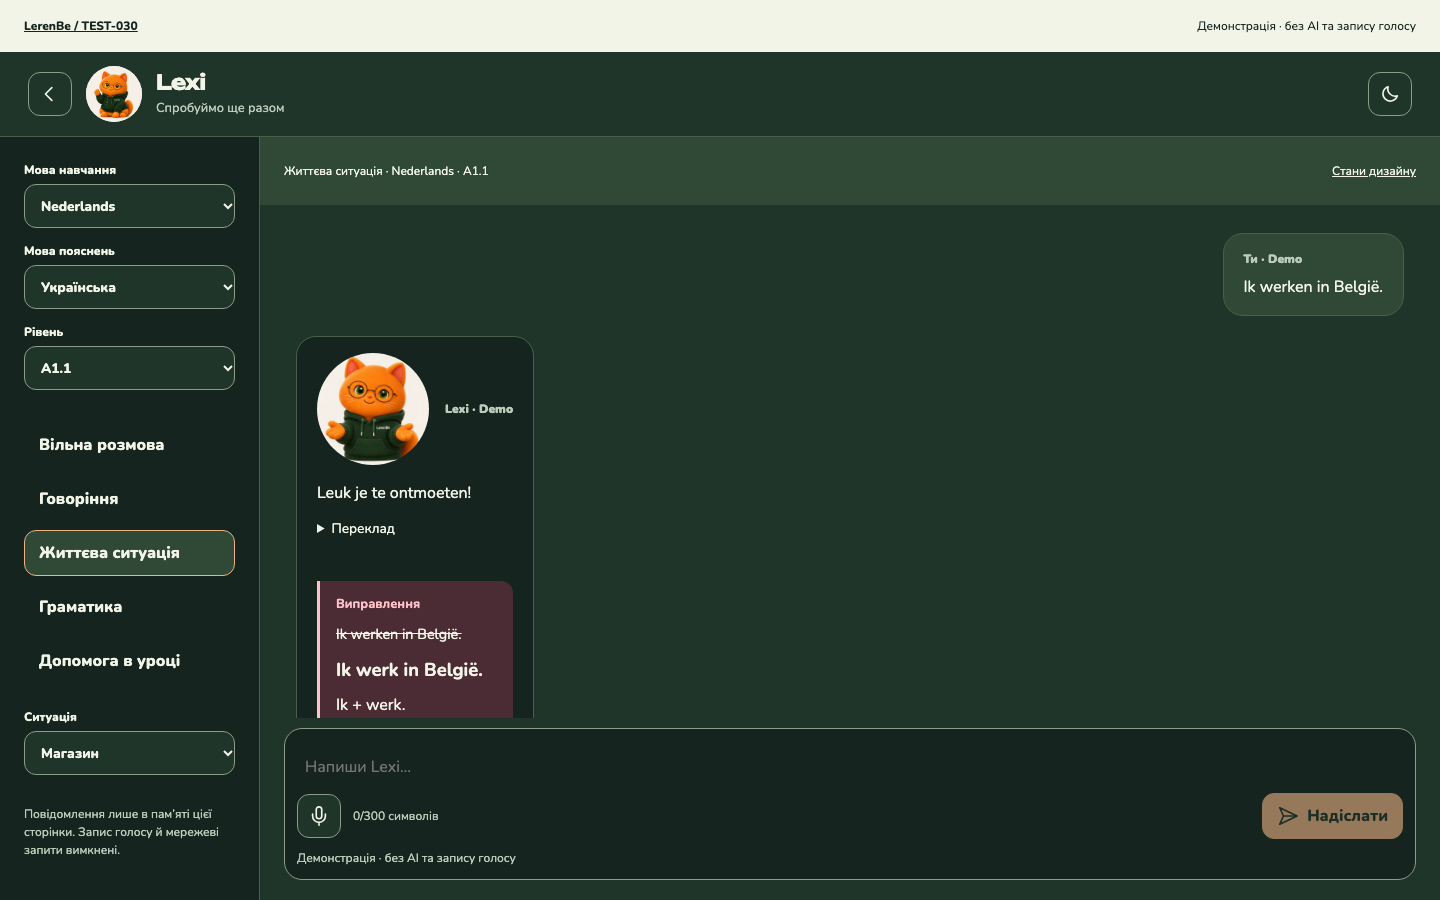 LerenBe / TEST-030
Демонстрація · без AI та запису голосу
Lexi
Спробуймо ще разом
Мова навчання
Nederlands
Мова пояснень
Українська
Рівень
A1.1
Вільна розмова
Говоріння
Життєва ситуація
Граматика
Допомога в уроці
Ситуація
Магазин
Повідомлення лише в пам’яті цієї
сторінки. Запис голосу й мережеві
запити вимкнені.
Життєва ситуація · Nederlands · A1.1
Стани дизайну
Ти · Demo
Ik werken in België.
Lexi · Demo
Leuk je te ontmoeten!
Переклад
Виправлення
Ik werken in België.
Ik werk in België.
Ik + werk.
Напиши Lexi...
0/300 символів
Надіслати
Демонстрація · без AI та запису голосу